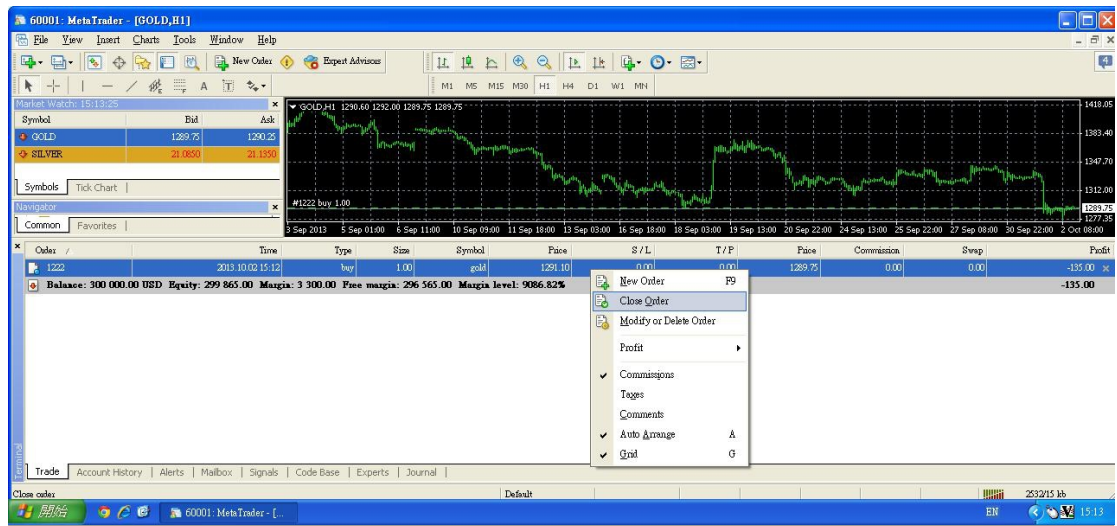 60001: MetaTrader - [GOLD,H1]
File View Insert Charts Tools Window Help
New Order Expert Advisors 4
A T M1 M5 M15 M30 H1 H4 D1 W1 MN
Market Watch: 15:13:25
Symbol Bid Ask
GOLD 1289.75 1290.25
SILVER 21.0850 21.1350
Symbols Tick Chart
Navigator
Common Favorites
GOLD,H1 1290.60 1292.00 1289.75 1289.75
1418.05
1383.40
1347.70
1312.00
1289.75
1277.35
#1222 buy 1.00
3 Sep 2013 5 Sep 01:00 6 Sep 11:00 10 Sep 09:00 11 Sep 18:00 13 Sep 03:00 16 Sep 08:00 18 Sep 03:00 19 Sep 13:00 20 Sep 22:00 24 Sep 13:00 25 Sep 22:00 27 Sep 08:00 30 Sep 22:00 2 Oct 08:00
Order / Time Type Size Symbol Price S / L T / P Price Commission Swap Profit
1222 2013.10.02 15:12 buy 1.00 gold 1291.10 0.00 0.00 1289.75 0.00 0.00 -135.00
Balance: 300 000.00 USD Equity: 299 865.00 Margin: 3 300.00 Free margin: 296 565.00 Margin level: 9086.82% -135.00
New Order F9
Close Order
Modify or Delete Order
Profit
Commissions
Taxes
Comments
Auto Arrange A
Grid G
Terminal
Trade Account History Alerts Mailbox Signals Code Base Experts Journal
Close order Default 2532/15 kb
開始 60001: MetaTrader - [... EN 15:13